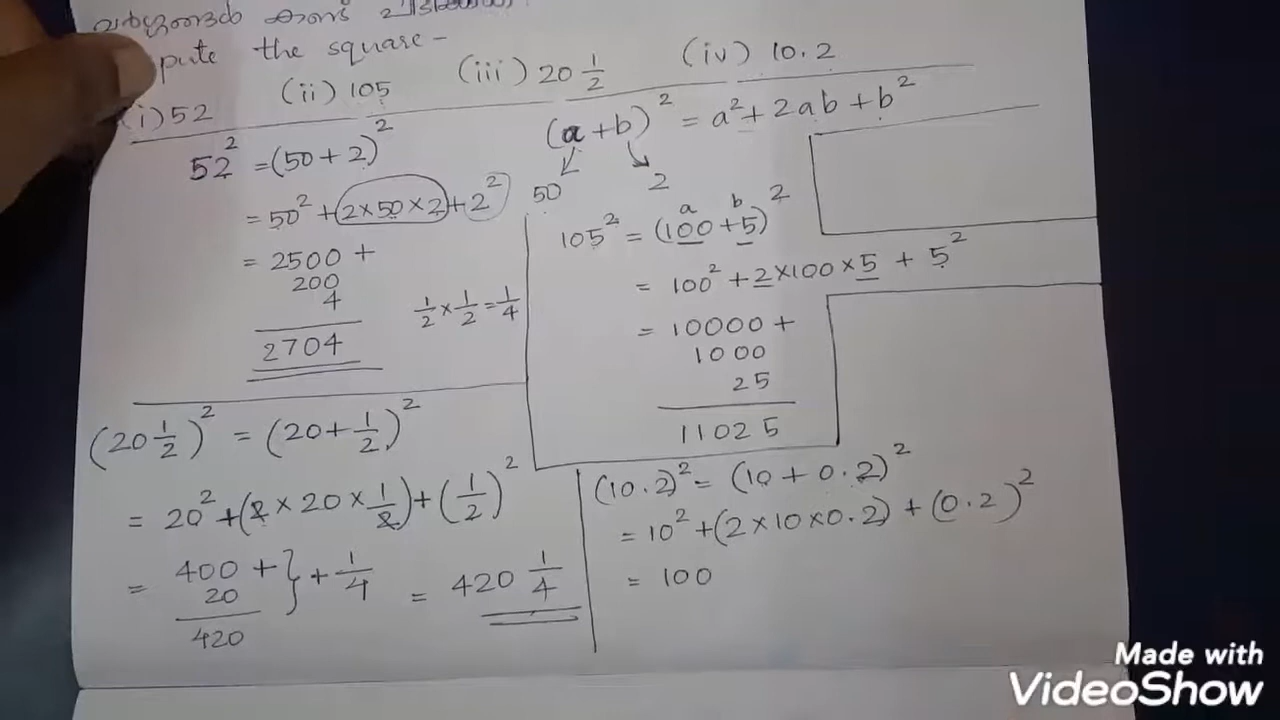 കാണ്
pute the square -
(i) 52 (ii) 105 (iii) 20 1/2 (iv) 10.2
52² = (50 + 2)²
= 50² + (2×50×2) + 2²
= 2500 +
200
4
2704
(a + b)² = a² + 2ab + b²
50 2
1/2 × 1/2 = 1/4
a b
105² = (100 + 5)²
= 100² + 2×100×5 + 5²
= 10000 +
1000
25
11025
(20 1/2)² = (20 + 1/2)²
= 20² + (2 × 20 × 1/2) + (1/2)²
= 400 + } + 1/4 = 420 1/4
20
420
(10.2)² = (10 + 0.2)²
= 10² + (2×10×0.2) + (0.2)²
= 100
Made with
VideoShow